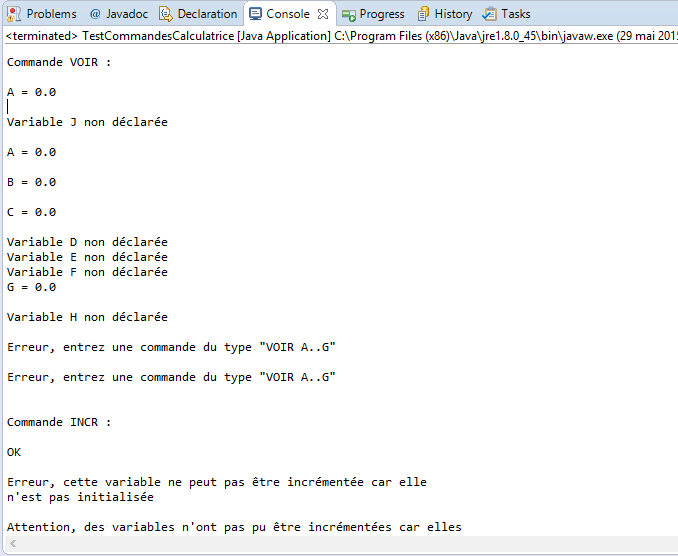 Problems @ Javadoc Declaration Console Progress History Tasks
<terminated> TestCommandesCalculatrice [Java Application] C:\Program Files (x86)\Java\jre1.8.0_45\bin\javaw.exe (29 mai 2015
Commande VOIR :
A = 0.0
Variable J non déclarée
A = 0.0
B = 0.0
C = 0.0
Variable D non déclarée
Variable E non déclarée
Variable F non déclarée
G = 0.0
Variable H non déclarée
Erreur, entrez une commande du type "VOIR A..G"
Erreur, entrez une commande du type "VOIR A..G"
Commande INCR :
OK
Erreur, cette variable ne peut pas être incrémentée car elle
n'est pas initialisée
Attention, des variables n'ont pas pu être incrémentées car elles